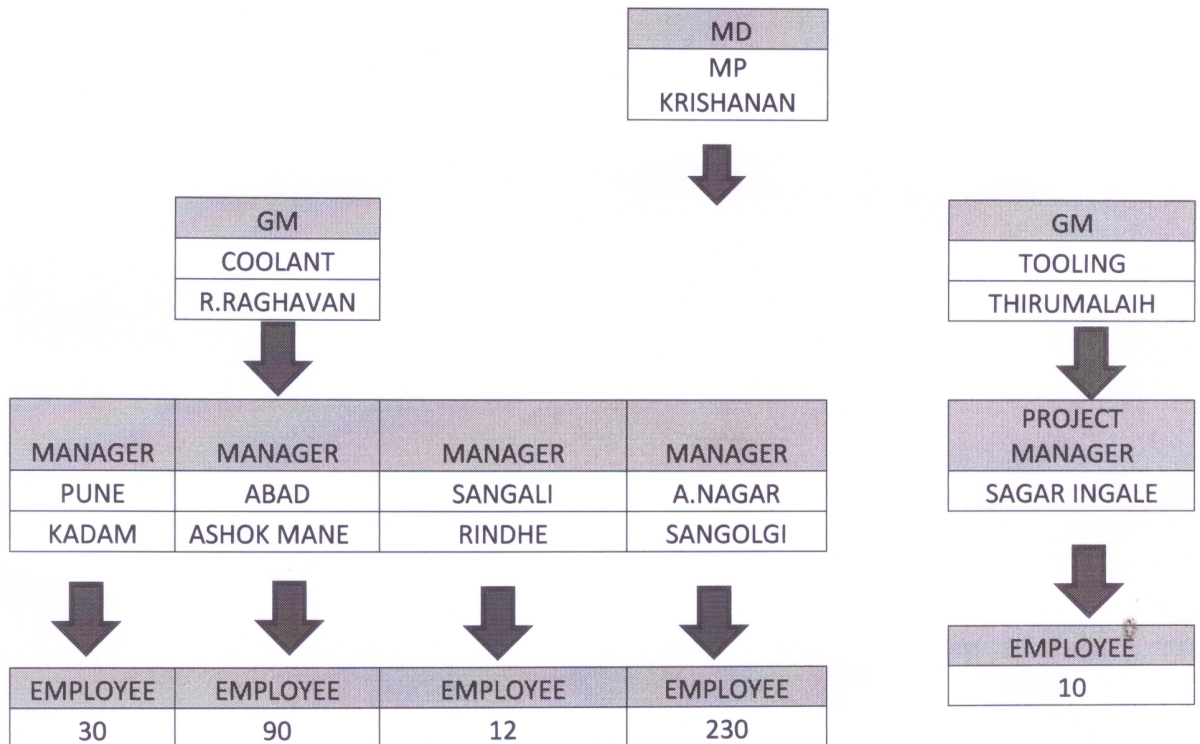 MD
MP
KRISHANAN
GM
COOLANT
R.RAGHAVAN
GM
TOOLING
THIRUMALAIH
MANAGER MANAGER MANAGER MANAGER
PUNE ABAD SANGALI A.NAGAR
KADAM ASHOK MANE RINDHE SANGOLGI
PROJECT
MANAGER
SAGAR INGALE
EMPLOYEE EMPLOYEE EMPLOYEE EMPLOYEE
30 90 12 230
EMPLOYEE
10